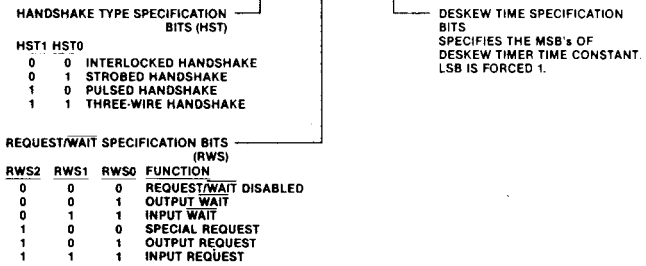 HANDSHAKE TYPE SPECIFICATION
BITS (HST)
HST1 HST0
0 0 INTERLOCKED HANDSHAKE
0 1 STROBED HANDSHAKE
1 0 PULSED HANDSHAKE
1 1 THREE-WIRE HANDSHAKE
DESKEW TIME SPECIFICATION
BITS
SPECIFIES THE MSB's OF
DESKEW TIMER TIME CONSTANT.
LSB IS FORCED 1.
REQUEST/WAIT SPECIFICATION BITS
(RWS)
RWS2 RWS1 RWS0 FUNCTION
0 0 0 REQUEST/WAIT DISABLED
0 0 1 OUTPUT WAIT
0 1 1 INPUT WAIT
1 0 0 SPECIAL REQUEST
1 0 1 OUTPUT REQUEST
1 1 1 INPUT REQUEST